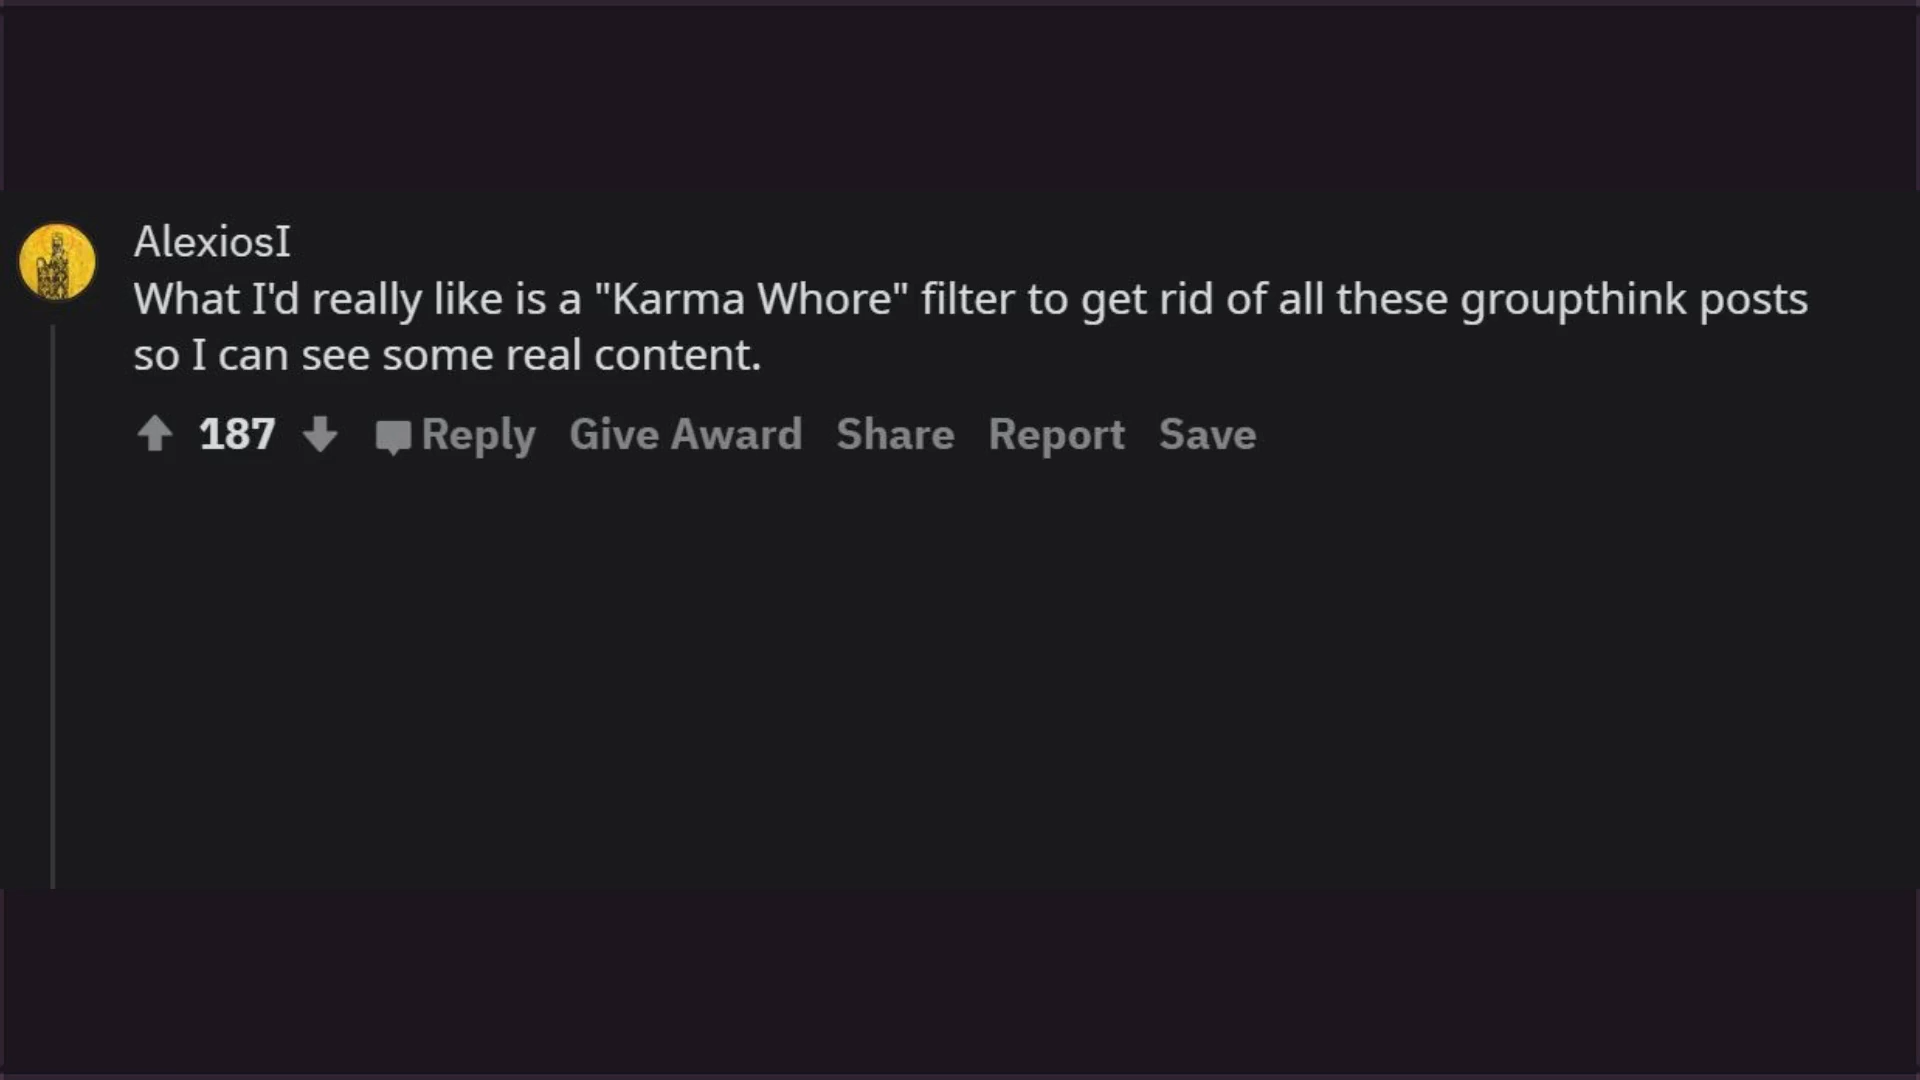 AlexiosI
What I'd really like is a "Karma Whore" filter to get rid of all these groupthink posts
so I can see some real content.
187 Reply Give Award Share Report Save